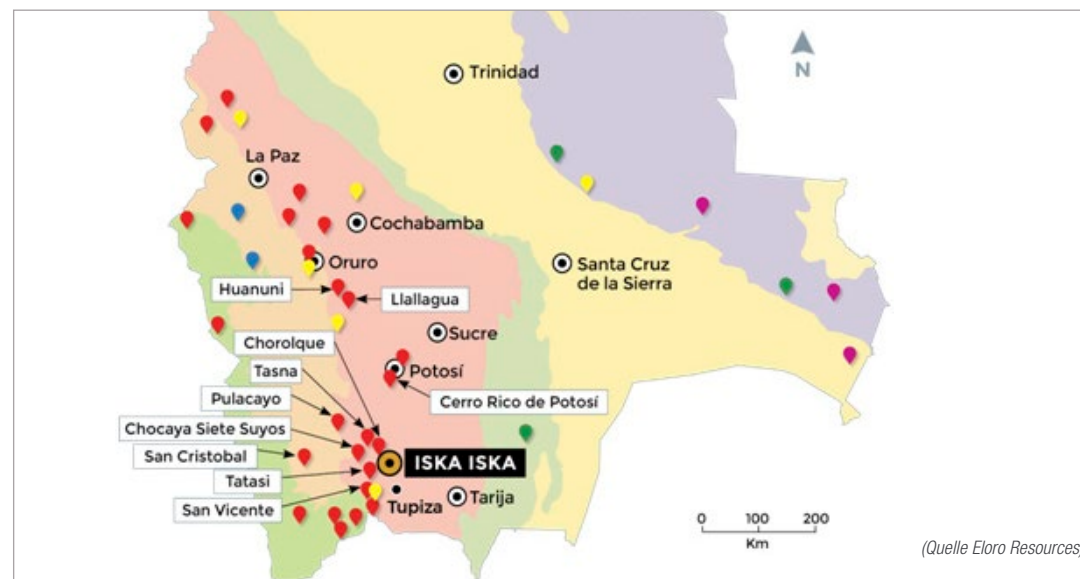 Trinidad
N
La Paz
Cochabamba
Oruro
Santa Cruz
de la Sierra
Huanuni
Llallagua
Sucre
Chorolque
Tasna
Potosí
Pulacayo
Cerro Rico de Potosí
Chocaya Siete Suyos
San Cristobal
ISKA ISKA
Tatasi
San Vicente
Tupiza
Tarija
0 100 200
Km
(Quelle Eloro Resources)